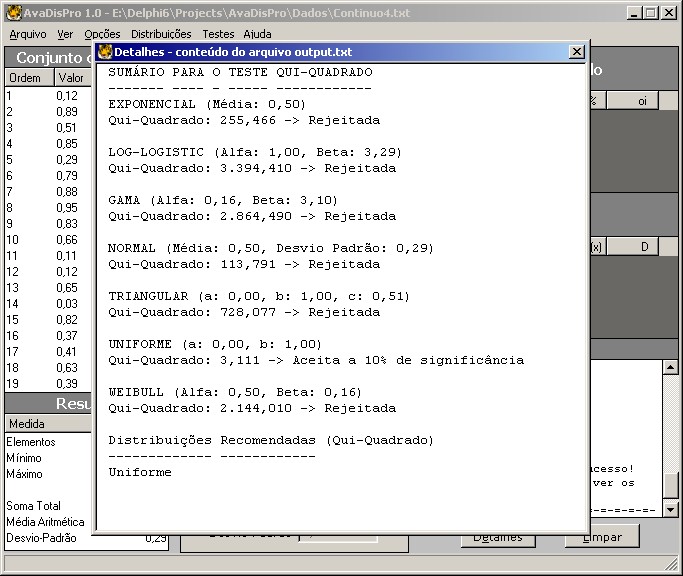 AvaDisPro 1.0 - E:\Delphi6\Projects\AvaDisPro\Dados\Continuo4.txt
Arquivo Ver Opções Distribuições Testes Ajuda
Conjunto
Ordem Valor
1 0,12
2 0,89
3 0,51
4 0,85
5 0,29
6 0,79
7 0,88
8 0,95
9 0,83
10 0,66
11 0,11
12 0,12
13 0,65
14 0,03
15 0,82
16 0,37
17 0,41
18 0,63
19 0,39
Medida
Elementos
Mínimo
Máximo
Soma Total
Média Aritmética
Desvio-Padrão 0,29
Detalhes - conteúdo do arquivo output.txt
SUMÁRIO PARA O TESTE QUI-QUADRADO
------- ---- - ----- ------------
EXPONENCIAL (Média: 0,50)
Qui-Quadrado: 255,466 -> Rejeitada
LOG-LOGISTIC (Alfa: 1,00, Beta: 3,29)
Qui-Quadrado: 3.394,410 -> Rejeitada
GAMA (Alfa: 0,16, Beta: 3,10)
Qui-Quadrado: 2.864,490 -> Rejeitada
NORMAL (Média: 0,50, Desvio Padrão: 0,29)
Qui-Quadrado: 113,791 -> Rejeitada
TRIANGULAR (a: 0,00, b: 1,00, c: 0,51)
Qui-Quadrado: 728,077 -> Rejeitada
UNIFORME (a: 0,00, b: 1,00)
Qui-Quadrado: 3,111 -> Aceita a 10% de significância
WEIBULL (Alfa: 0,50, Beta: 0,16)
Qui-Quadrado: 2.144,010 -> Rejeitada
Distribuições Recomendadas (Qui-Quadrado)
------------- ------------
Uniforme
% oi
(x) D
ver os
Detalhes Limpar